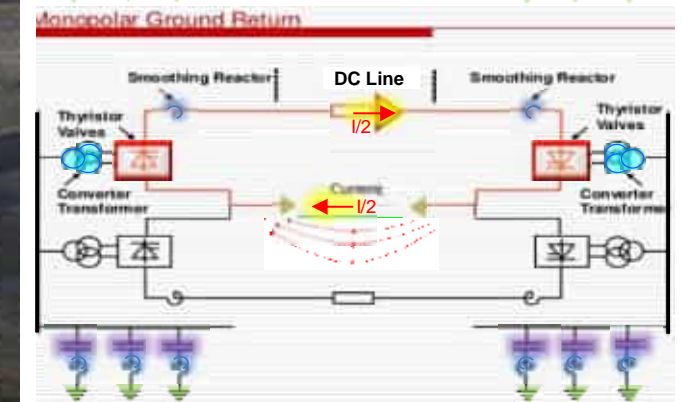 Monopolar Ground Return
Smoothing Reactor
DC Line
Smoothing Reactor
Thyristor
Valves
I/2
Thyristor
Valves
Current
I/2
Converter
Transformer
Converter
Transforme